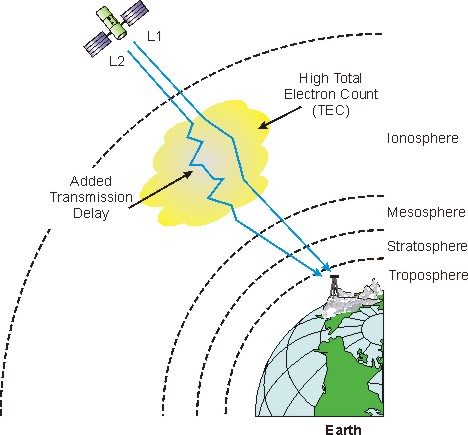 L1
L2
High Total
Electron Count
(TEC)
Ionosphere
Added
Transmission
Delay
Mesosphere
Stratosphere
Troposphere
Earth